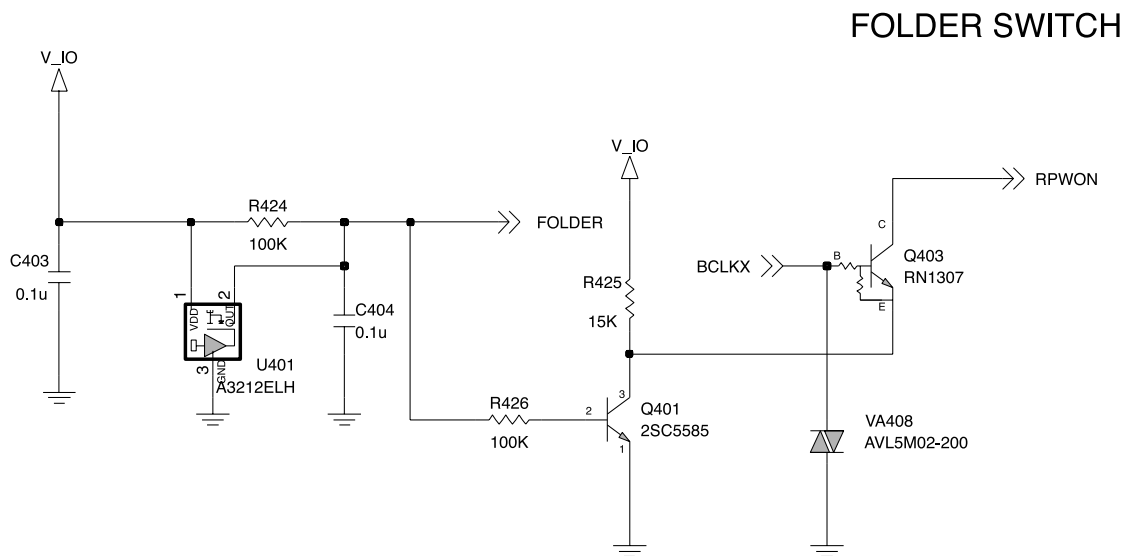 FOLDER SWITCH
V_IO
V_IO
RPWON
R424
FOLDER
100K
C
C403
0.1u
BCLKX
B
Q403
RN1307
R425
15K
E
1
2
VDD
OUT
C404
0.1u
3
GND
U401
A3212ELH
R426
100K
2
3
Q401
2SC5585
1
VA408
AVL5M02-200